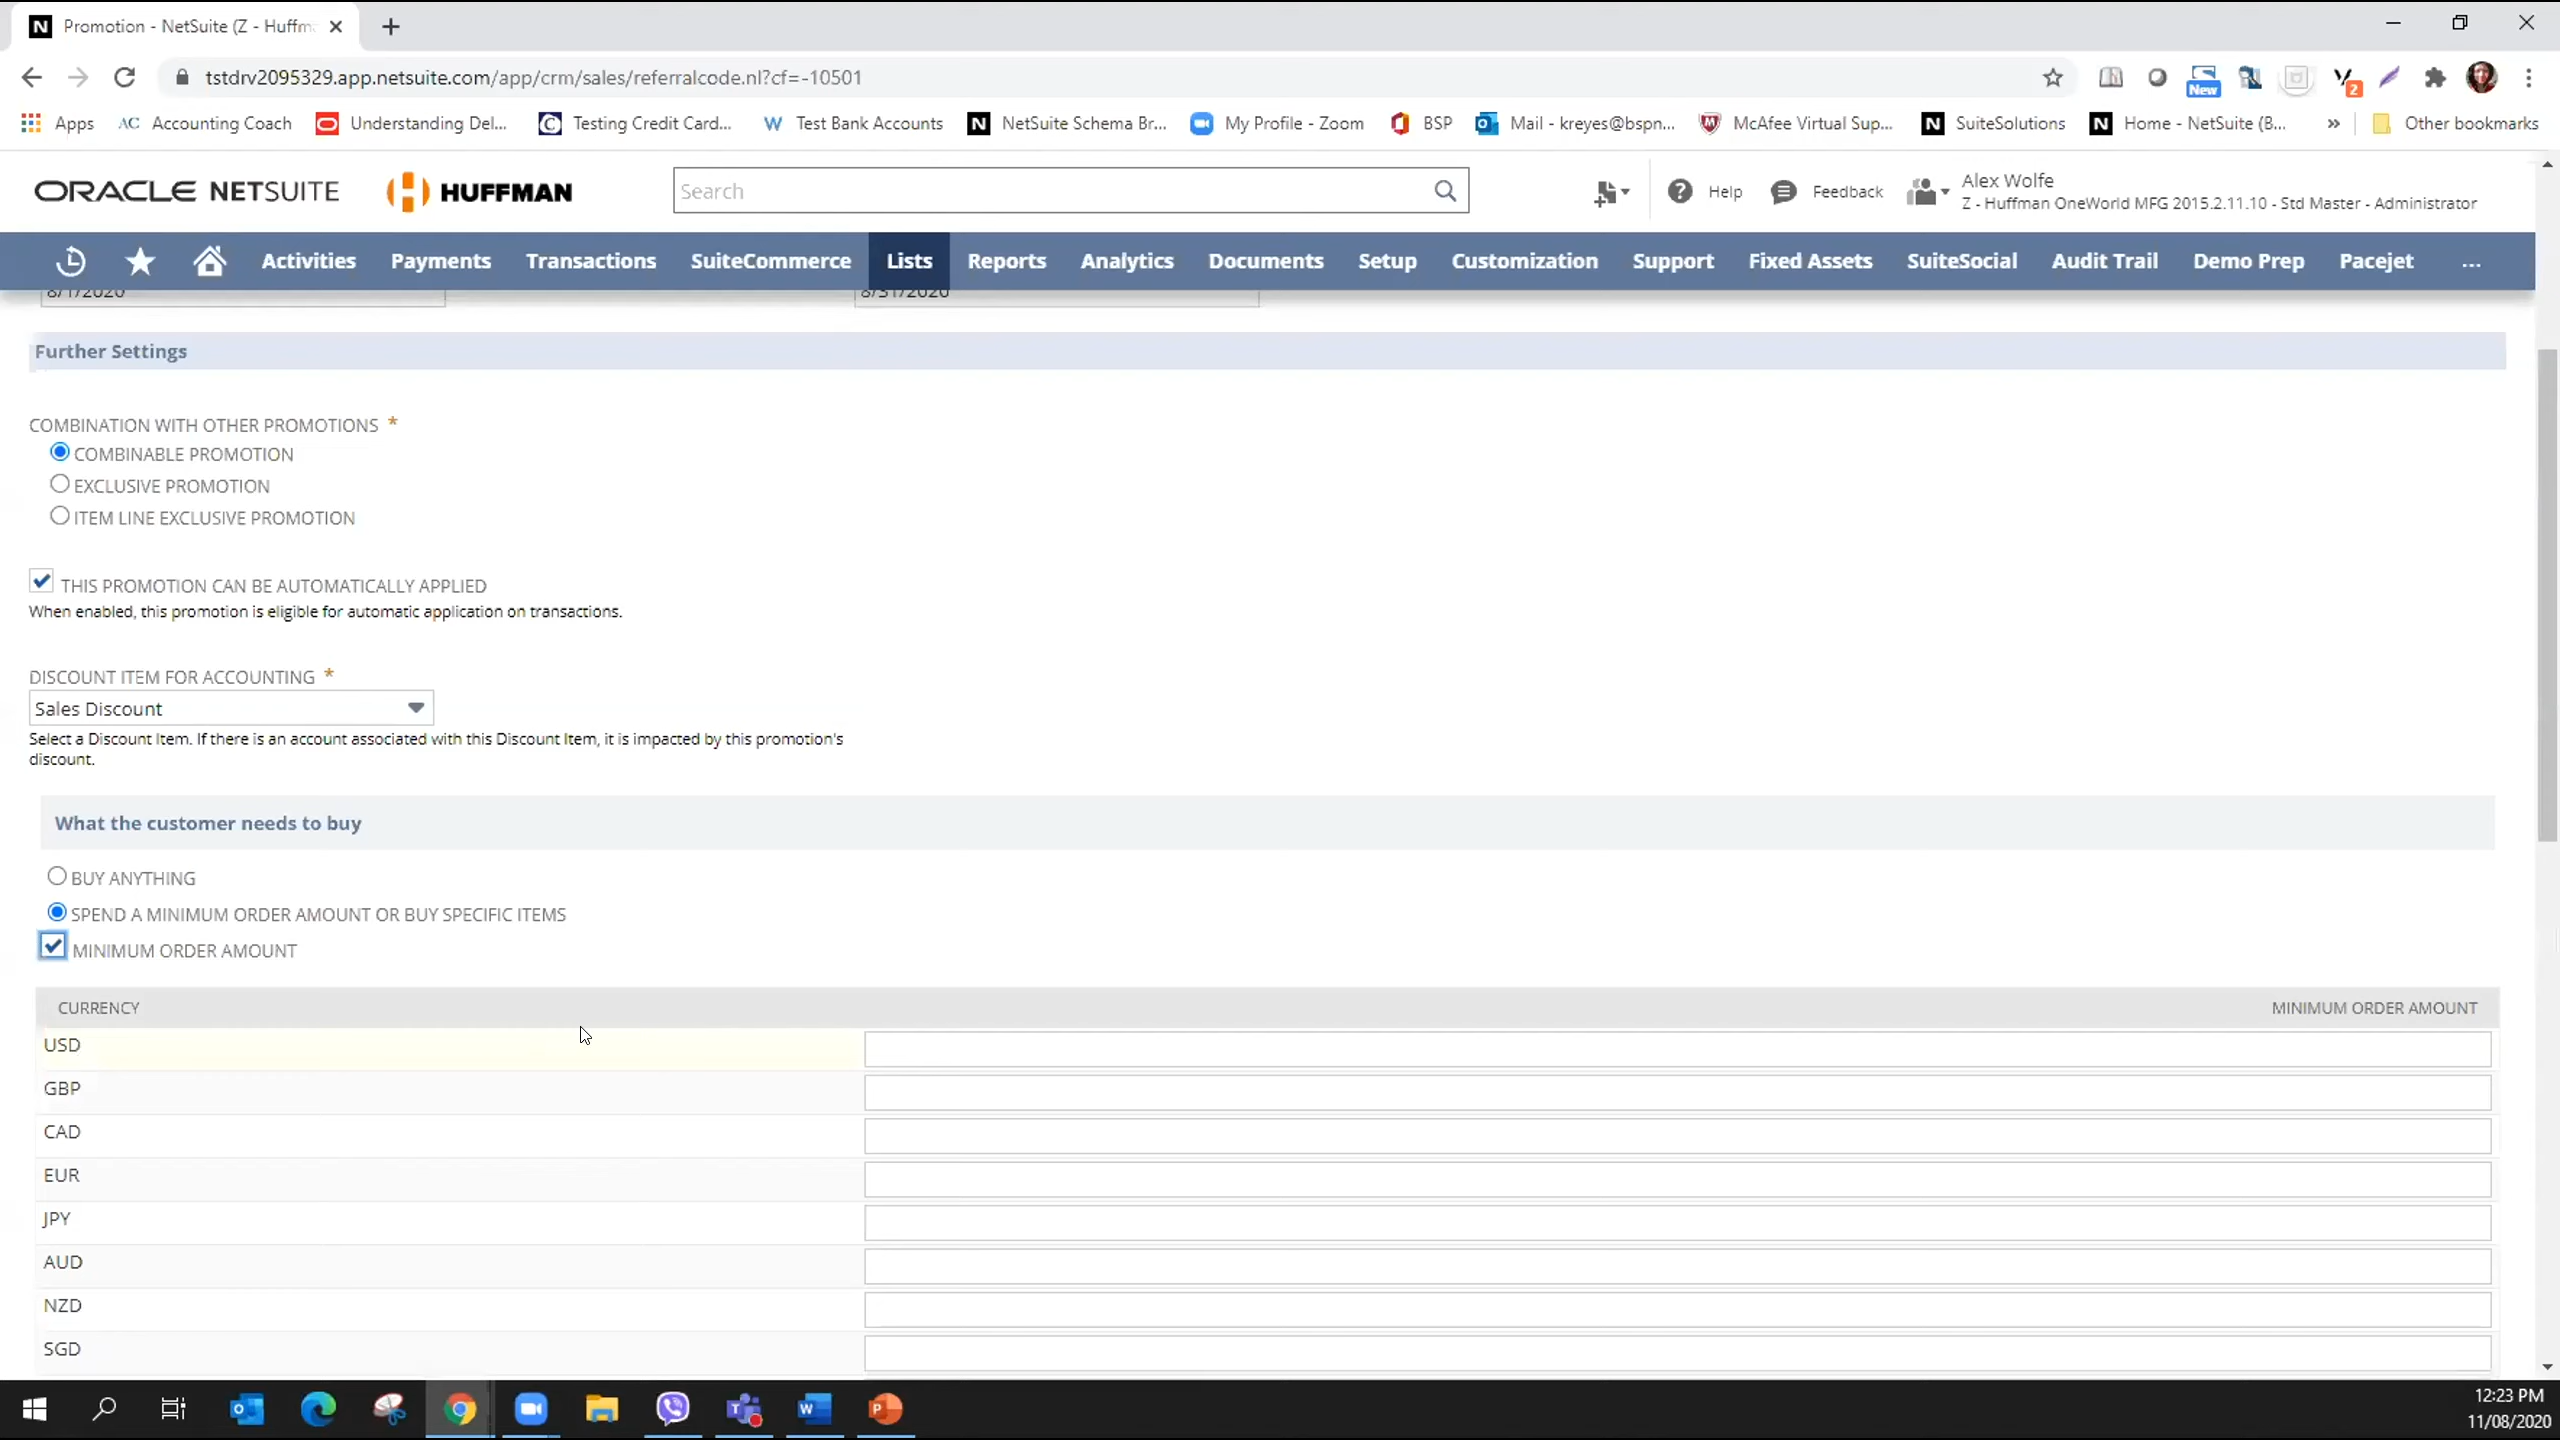 Promotion - NetSuite (Z - Huffm
tstdrv2095329.app.netsuite.com/app/crm/sales/referralcode.nl?cf=-10501
New
2
Apps
AC Accounting Coach
Understanding Del...
Testing Credit Card...
W Test Bank Accounts
NetSuite Schema Br...
My Profile - Zoom
BSP
Mail - kreyes@bspn...
McAfee Virtual Sup...
SuiteSolutions
Home - NetSuite (B...
»
Other bookmarks
ORACLE NETSUITE
HUFFMAN
Search
Help
Feedback
Alex Wolfe
Z - Huffman OneWorld MFG 2015.2.11.10 - Std Master - Administrator
Activities Payments Transactions SuiteCommerce Lists Reports Analytics Documents Setup Customization Support Fixed Assets SuiteSocial Audit Trail Demo Prep Pacejet ...
8/1/2020
8/31/2020
Further Settings
COMBINATION WITH OTHER PROMOTIONS *
COMBINABLE PROMOTION
EXCLUSIVE PROMOTION
ITEM LINE EXCLUSIVE PROMOTION
THIS PROMOTION CAN BE AUTOMATICALLY APPLIED
When enabled, this promotion is eligible for automatic application on transactions.
DISCOUNT ITEM FOR ACCOUNTING *
Sales Discount
Select a Discount Item. If there is an account associated with this Discount Item, it is impacted by this promotion's
discount.
What the customer needs to buy
BUY ANYTHING
SPEND A MINIMUM ORDER AMOUNT OR BUY SPECIFIC ITEMS
MINIMUM ORDER AMOUNT
CURRENCY MINIMUM ORDER AMOUNT
USD
GBP
CAD
EUR
JPY
AUD
NZD
SGD
12:23 PM
11/08/2020